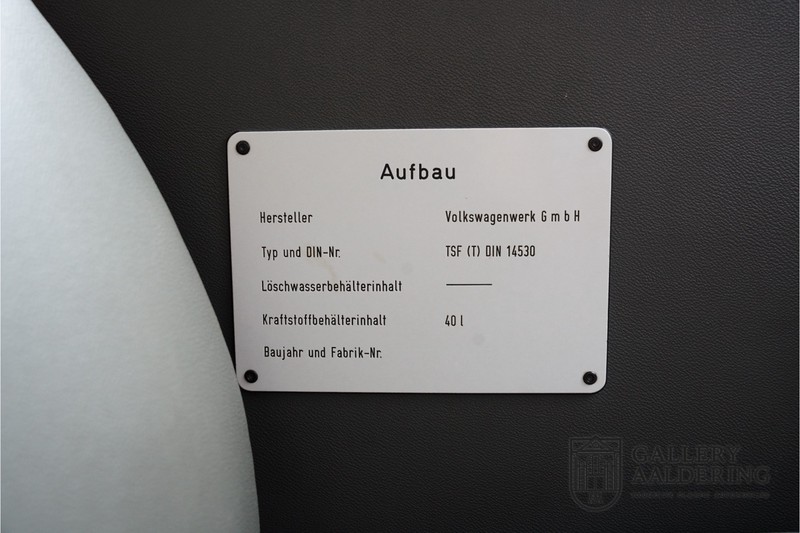 Aufbau
Hersteller Volkswagenwerk G m b H
Typ und DIN-Nr. TSF (T) DIN 14530
Löschwasserbehälterinhalt ———
Kraftstoffbehälterinhalt 40 l
Baujahr und Fabrik-Nr.
GALLERY
AALDERING